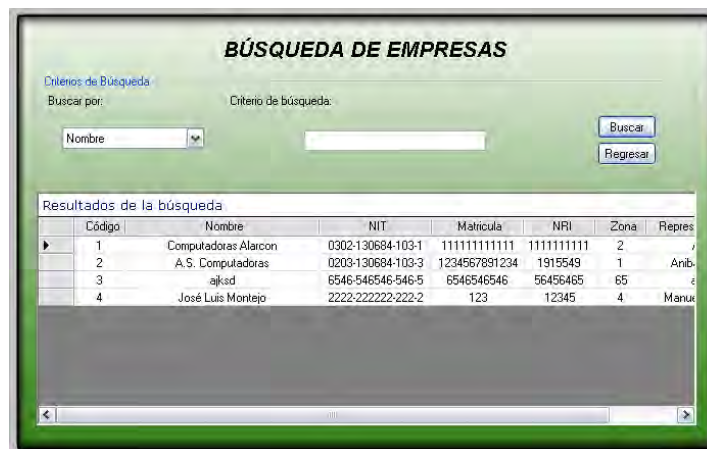 BÚSQUEDA DE EMPRESAS
Criterios de Búsqueda
Buscar por: Criterio de búsqueda:
Nombre Buscar
Regresar
Resultados de la búsqueda
Código Nombre NIT Matricula NRI Zona Repres
1 Computadoras Alarcon 0302-130684-103-1 111111111111 1111111111 2
2 A.S. Computadoras 0203-130684-103-3 1234567891234 1915549 1 Anib
3 ajksd 6546-546546-546-5 6546546546 56456465 65
4 José Luis Montejo 2222-222222-222-2 123 12345 4 Manue